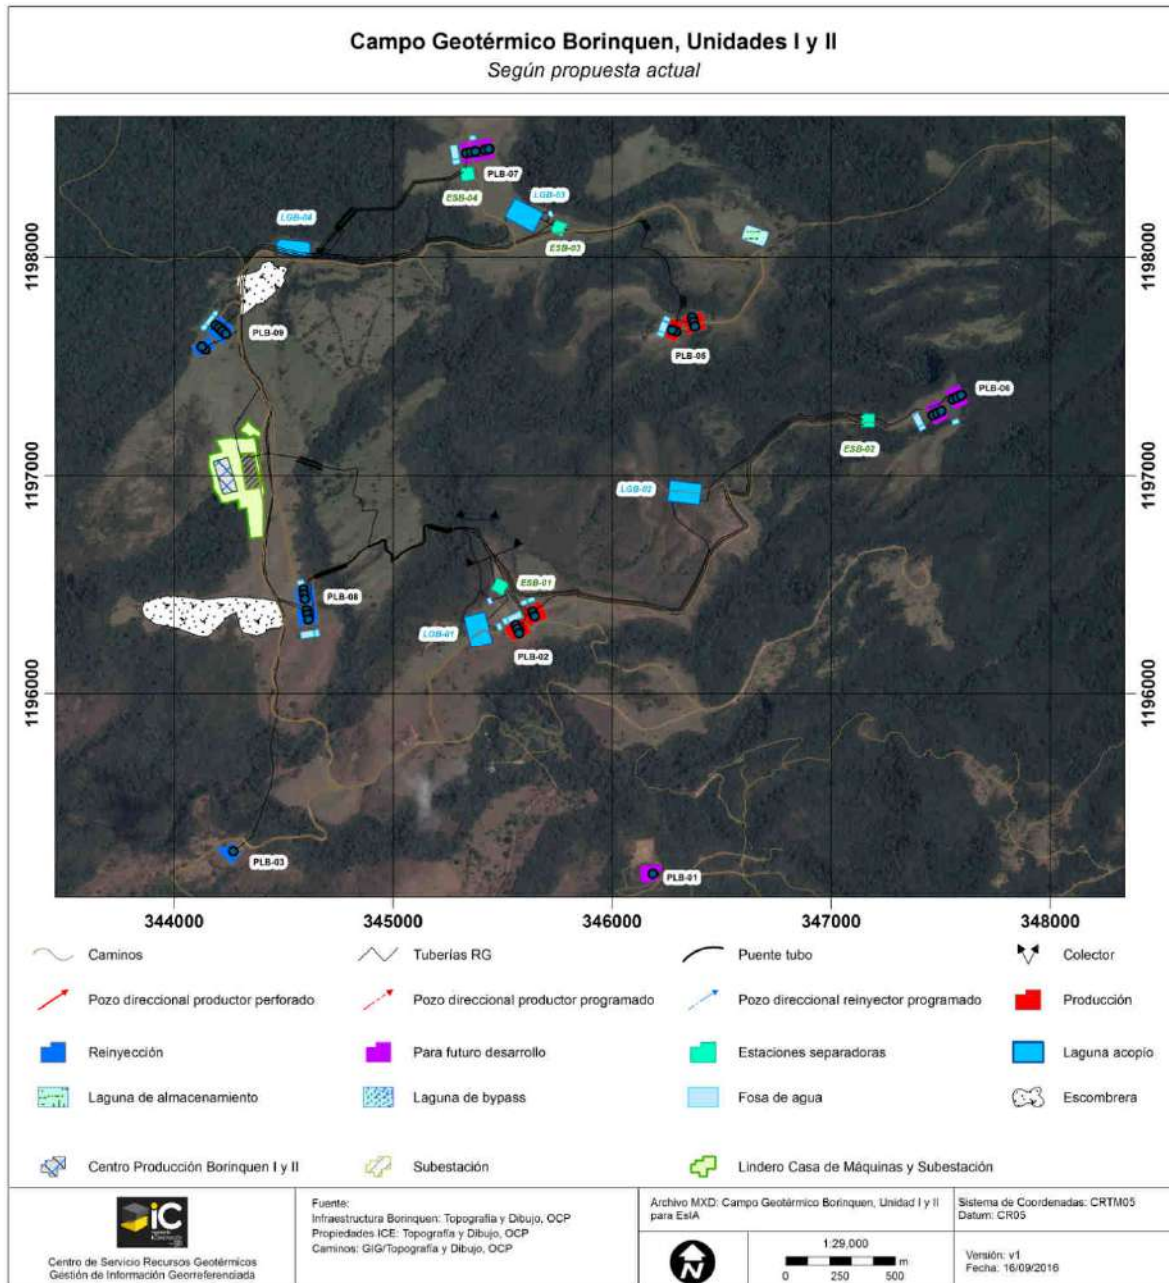 Campo Geotérmico Borinquen, Unidades I y II
Según propuesta actual
PLB-07
ESB-04
LGB-03
LGB-04
ESB-03
1198000
1198000
PLB-09
PLB-05
PLB-06
ESB-02
1197000
1197000
LGB-02
ESB-01
PLB-08
LGB-01
PLB-02
1196000
1196000
PLB-03
PLB-01
344000
345000
346000
347000
348000
Caminos
Tuberías RG
Puente tubo
Colector
Pozo direccional productor perforado
Pozo direccional productor programado
Pozo direccional reinyector programado
Producción
Reinyección
Para futuro desarrollo
Estaciones separadoras
Laguna acopio
Laguna de almacenamiento
Laguna de bypass
Fosa de agua
Escombrera
Centro Producción Borinquen I y II
Subestación
Lindero Casa de Máquinas y Subestación
iC
Centro de Servicio Recursos Geotérmicos
Gestión de Información Georreferenciada
Fuente:
Infraestructura Borinquen: Topografía y Dibujo, OCP
Propiedades ICE: Topografía y Dibujo, OCP
Caminos: GIG/Topografía y Dibujo, OCP
Archivo MXD: Campo Geotérmico Borinquen, Unidad I y II
para EsIA
N
1:29,000
m
0 250 500
Sistema de Coordenadas: CRTM05
Datum: CR05
Versión: v1
Fecha: 16/09/2016